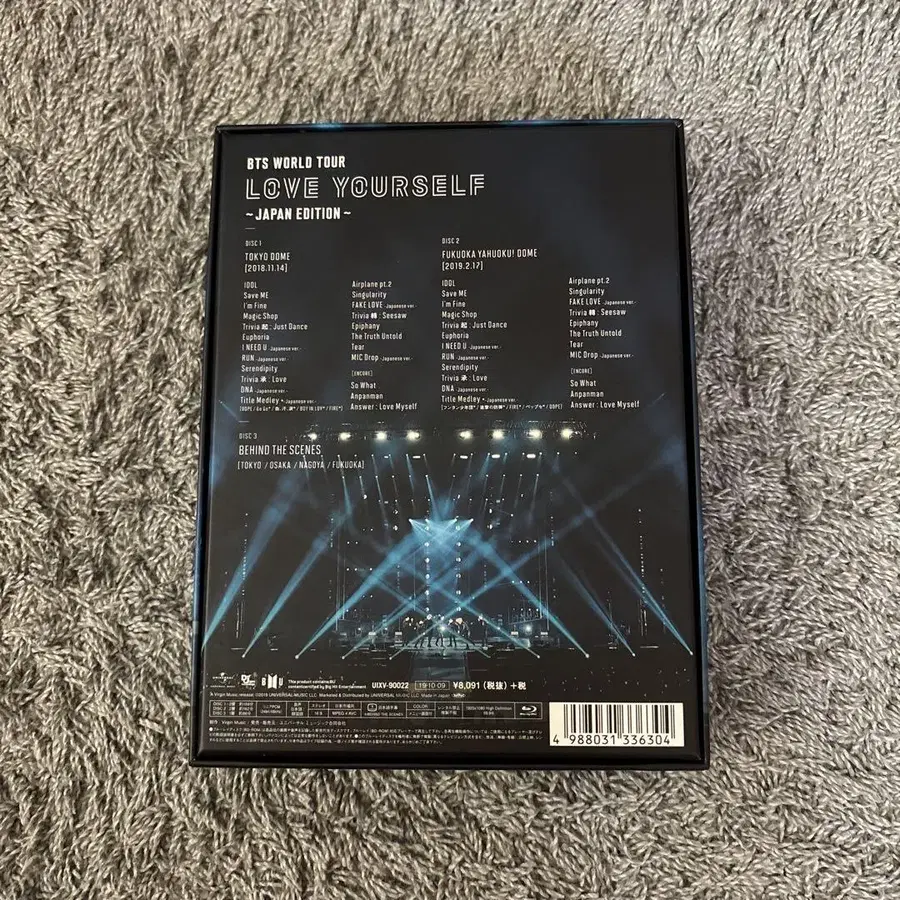 BTS WORLD TOUR
LOVE YOURSELF
~JAPAN EDITION~
DISC 1
TOKYO DOME
[2018.11.14]
IDOL
Save ME
I'm Fine
Magic Shop
Trivia 起 : Just Dance
Euphoria
I NEED U -Japanese ver.-
RUN -Japanese ver.-
Serendipity
Trivia 承 : Love
DNA -Japanese ver.-
Title Medley *-Japanese ver.-
Airplane pt.2
Singularity
FAKE LOVE -Japanese ver.-
Trivia 轉 : Seesaw
Epiphany
The Truth Untold
Tear
MIC Drop -Japanese ver.-
[ENCORE]
So What
Anpanman
Answer : Love Myself
DISC 2
FUKUOKA YAHUOKU! DOME
[2019.2.17]
IDOL
Save ME
I'm Fine
Magic Shop
Trivia 起 : Just Dance
Euphoria
I NEED U -Japanese ver.-
RUN -Japanese ver.-
Serendipity
Trivia 承 : Love
DNA -Japanese ver.-
Title Medley *-Japanese ver.-
Airplane pt.2
Singularity
FAKE LOVE -Japanese ver.-
Trivia 轉 : Seesaw
Epiphany
The Truth Untold
Tear
MIC Drop -Japanese ver.-
[ENCORE]
So What
Anpanman
Answer : Love Myself
DISC 3
BEHIND THE SCENES
[TOKYO / OSAKA / NAGOYA / FUKUOKA]
UIXV-90022
19·10·09
¥8,091 (税抜) +税
4 988031 336304